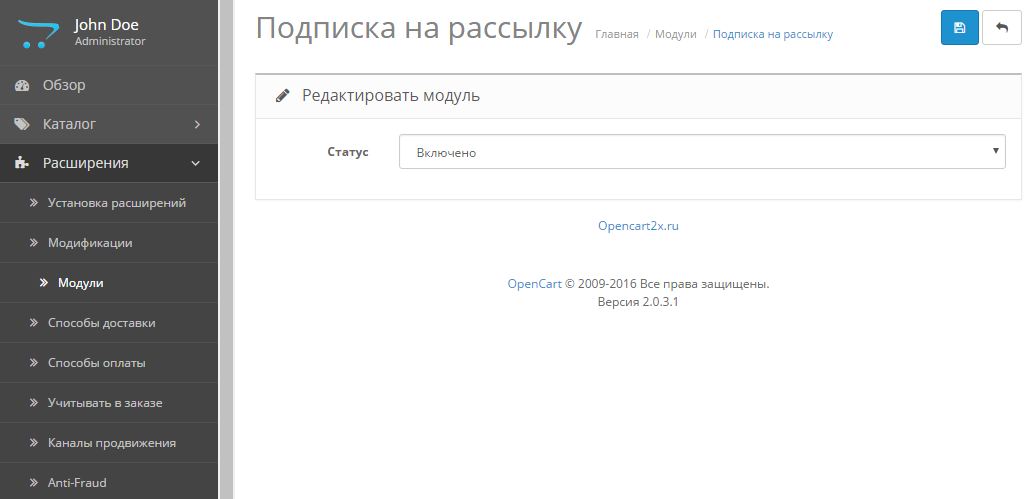 John Doe
Administrator
Обзор
Каталог
Расширения
Установка расширений
Модификации
Модули
Способы доставки
Способы оплаты
Учитывать в заказе
Каналы продвижения
Anti-Fraud
Подписка на рассылку
Главная / Модули / Подписка на рассылку
Редактировать модуль
Статус Включено
Opencart2x.ru
OpenCart © 2009-2016 Все права защищены.
Версия 2.0.3.1